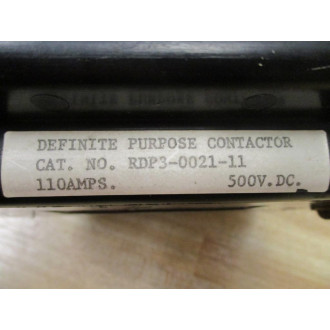 DEFINITE PURPOSE CONTACTOR
CAT. NO. RDP3-0021-11
110AMPS. 500V.DC.